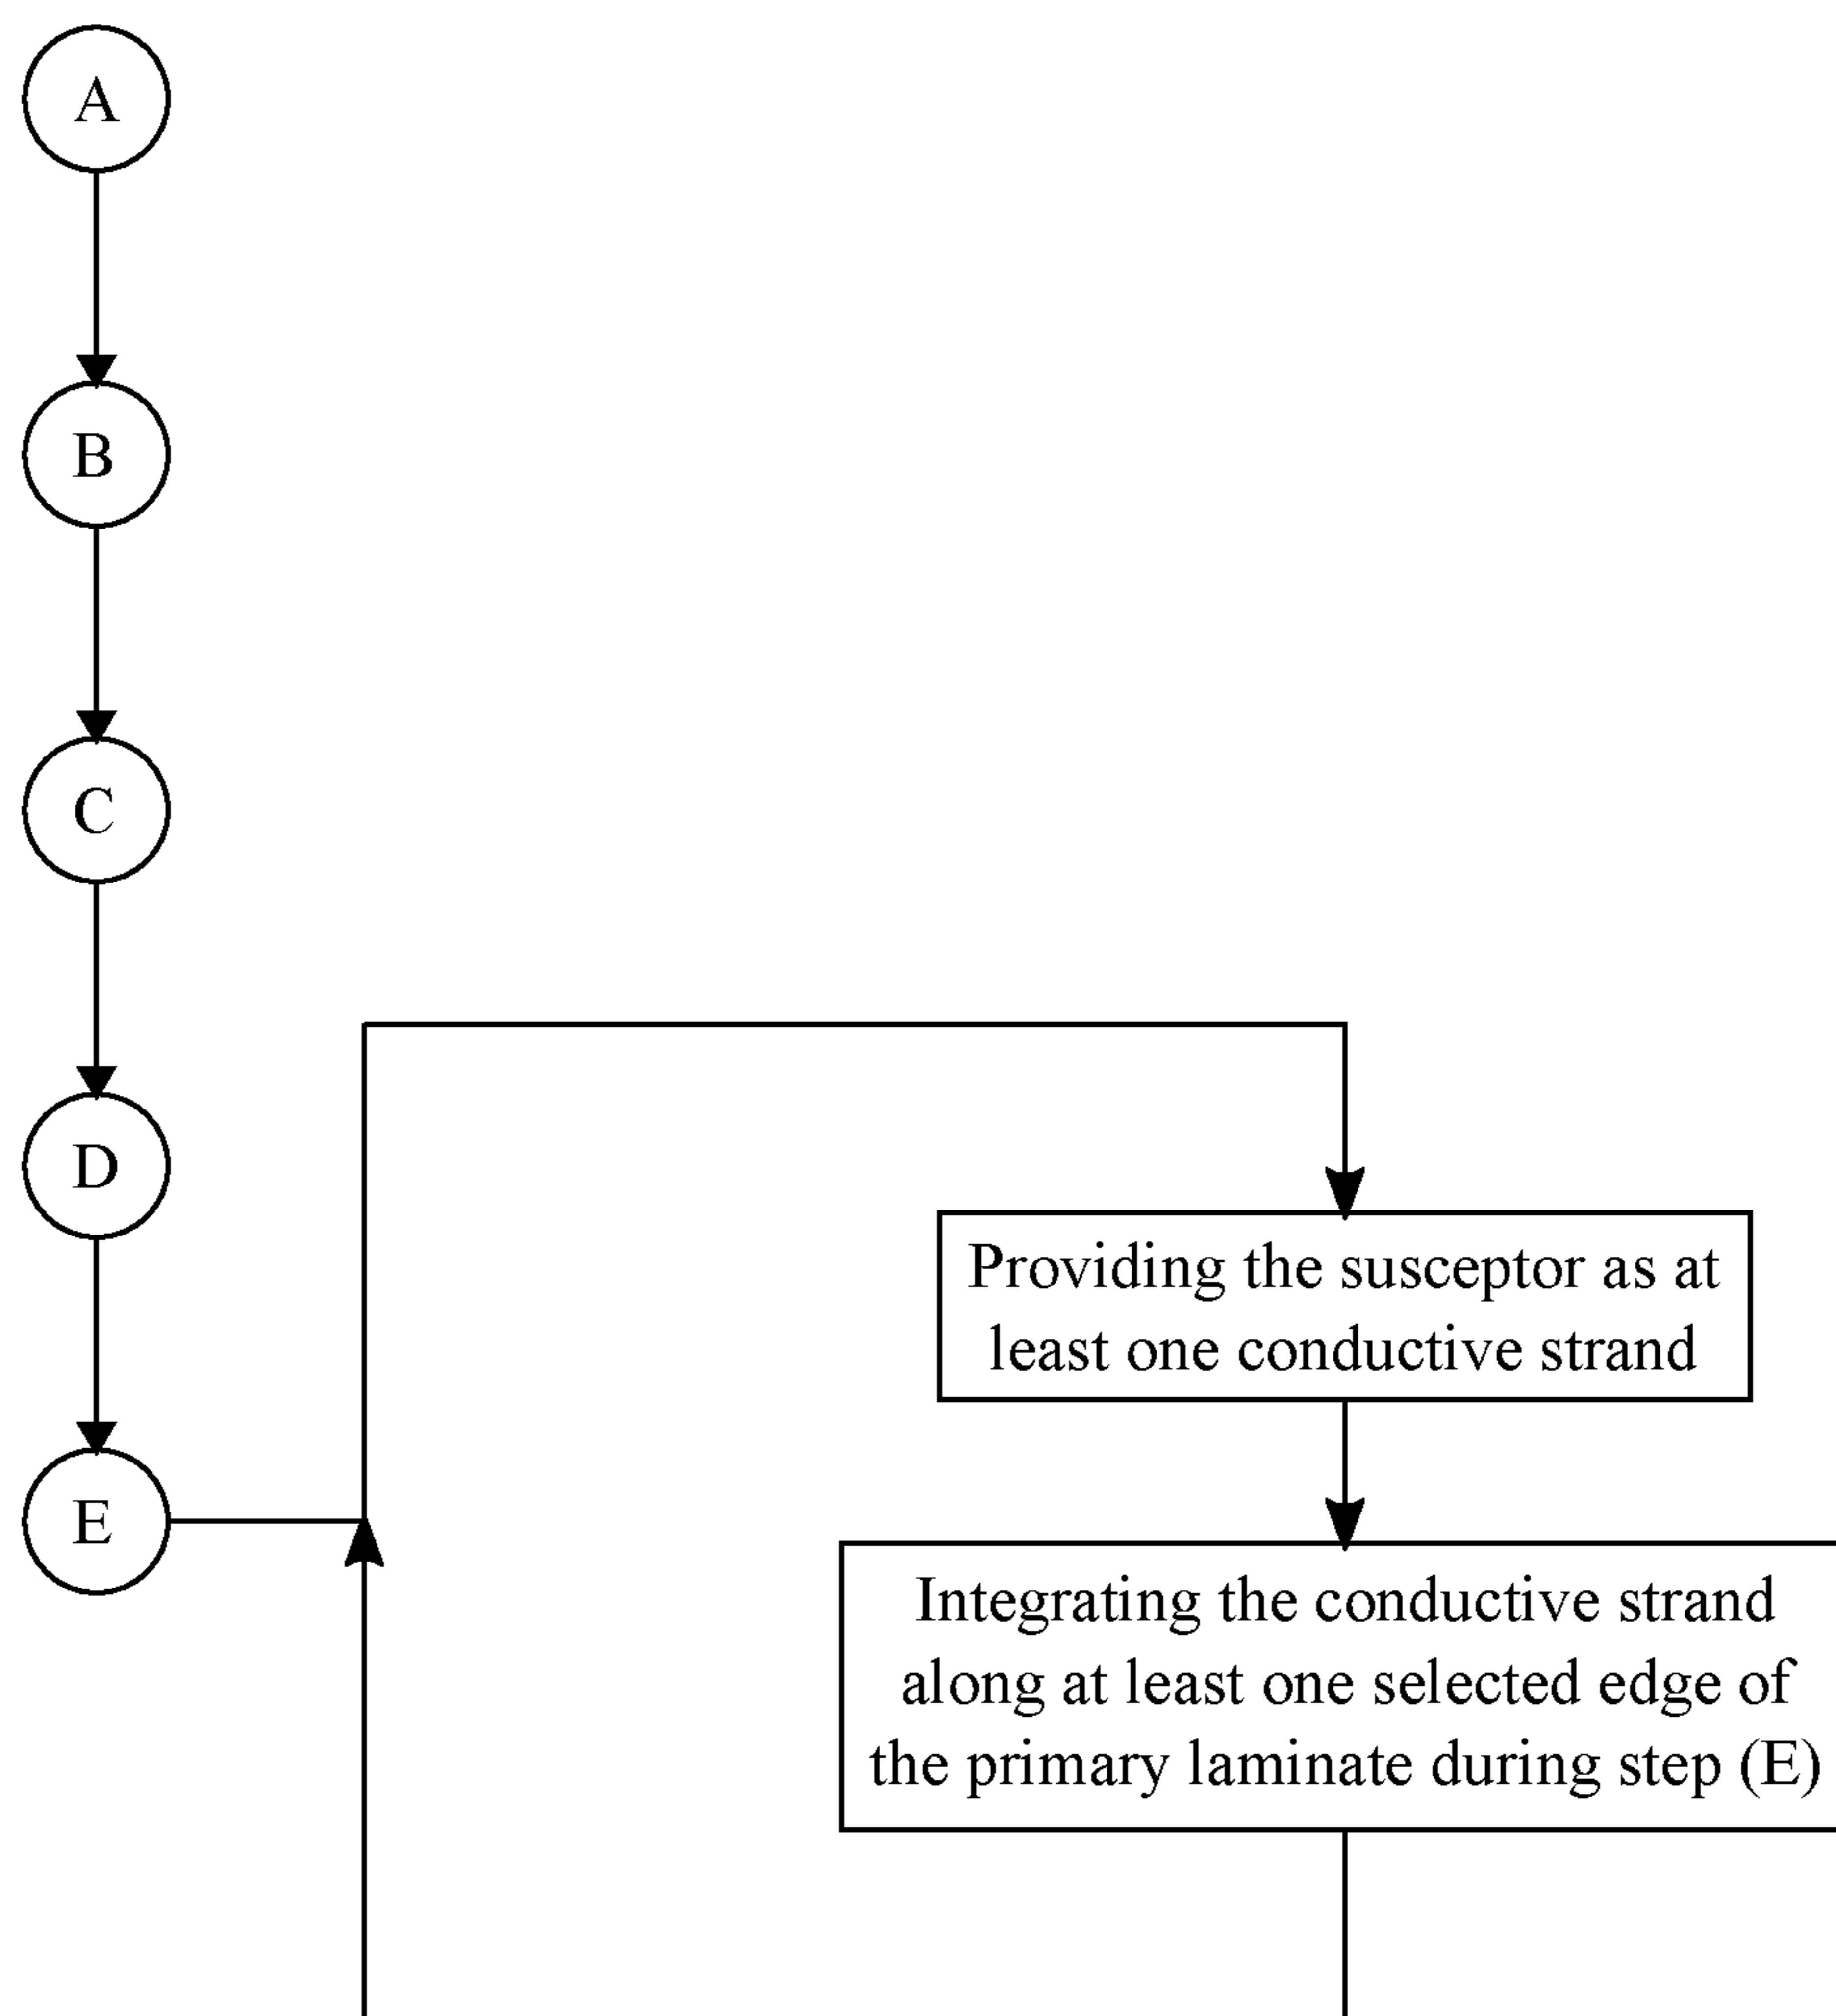 A
B
C
D
E
Providing the susceptor as at
least one conductive strand
Integrating the conductive strand
along at least one selected edge of
the primary laminate during step (E)